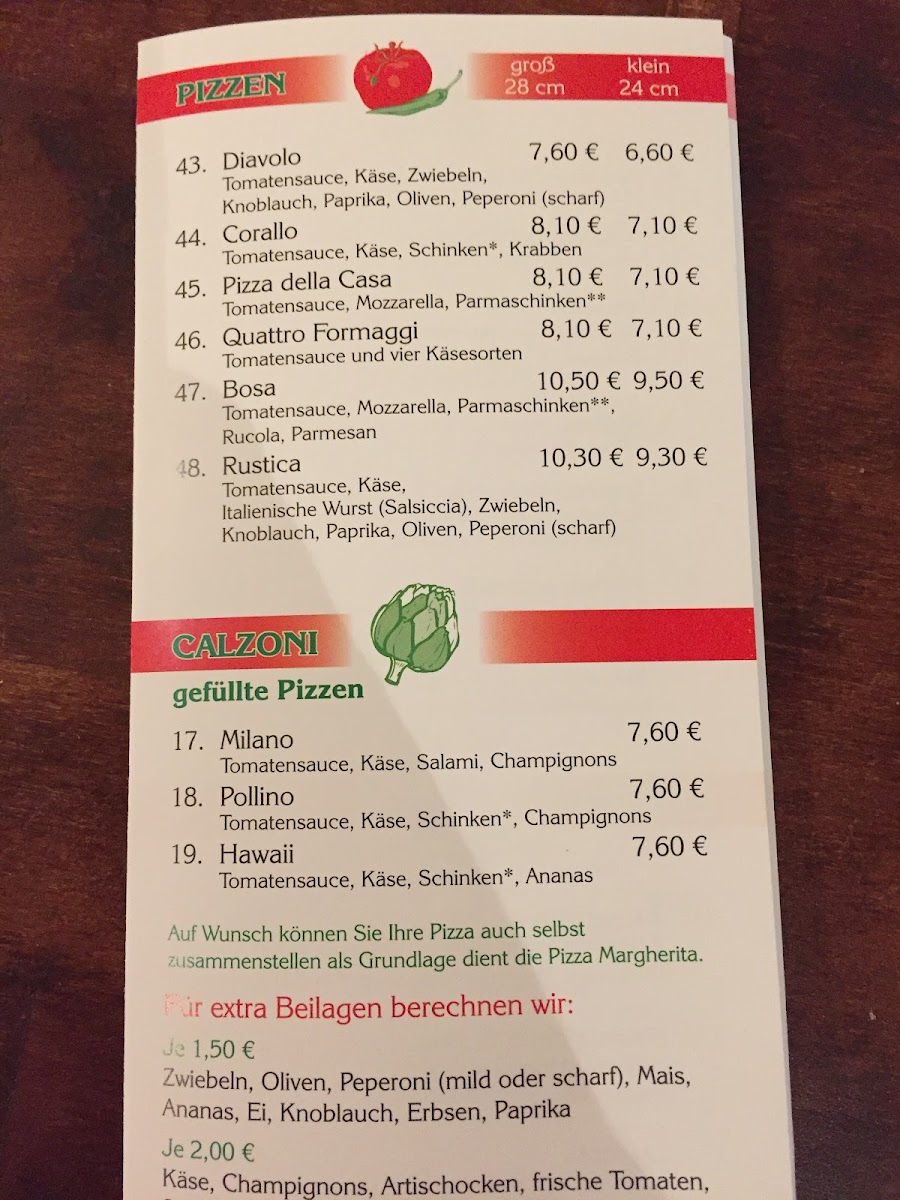 PIZZEN
groß klein
28 cm 24 cm
43. Diavolo 7,60 € 6,60 €
Tomatensauce, Käse, Zwiebeln,
Knoblauch, Paprika, Oliven, Peperoni (scharf)
44. Corallo 8,10 € 7,10 €
Tomatensauce, Käse, Schinken*, Krabben
45. Pizza della Casa 8,10 € 7,10 €
Tomatensauce, Mozzarella, Parmaschinken**
46. Quattro Formaggi 8,10 € 7,10 €
Tomatensauce und vier Käsesorten
47. Bosa 10,50 € 9,50 €
Tomatensauce, Mozzarella, Parmaschinken**,
Rucola, Parmesan
48. Rustica 10,30 € 9,30 €
Tomatensauce, Käse,
Italienische Wurst (Salsiccia), Zwiebeln,
Knoblauch, Paprika, Oliven, Peperoni (scharf)
CALZONI
gefüllte Pizzen
17. Milano 7,60 €
Tomatensauce, Käse, Salami, Champignons
18. Pollino 7,60 €
Tomatensauce, Käse, Schinken*, Champignons
19. Hawaii 7,60 €
Tomatensauce, Käse, Schinken*, Ananas
Auf Wunsch können Sie Ihre Pizza auch selbst
zusammenstellen als Grundlage dient die Pizza Margherita.
Für extra Beilagen berechnen wir:
Je 1,50 €
Zwiebeln, Oliven, Peperoni (mild oder scharf), Mais,
Ananas, Ei, Knoblauch, Erbsen, Paprika
Je 2,00 €
Käse, Champignons, Artischocken, frische Tomaten,